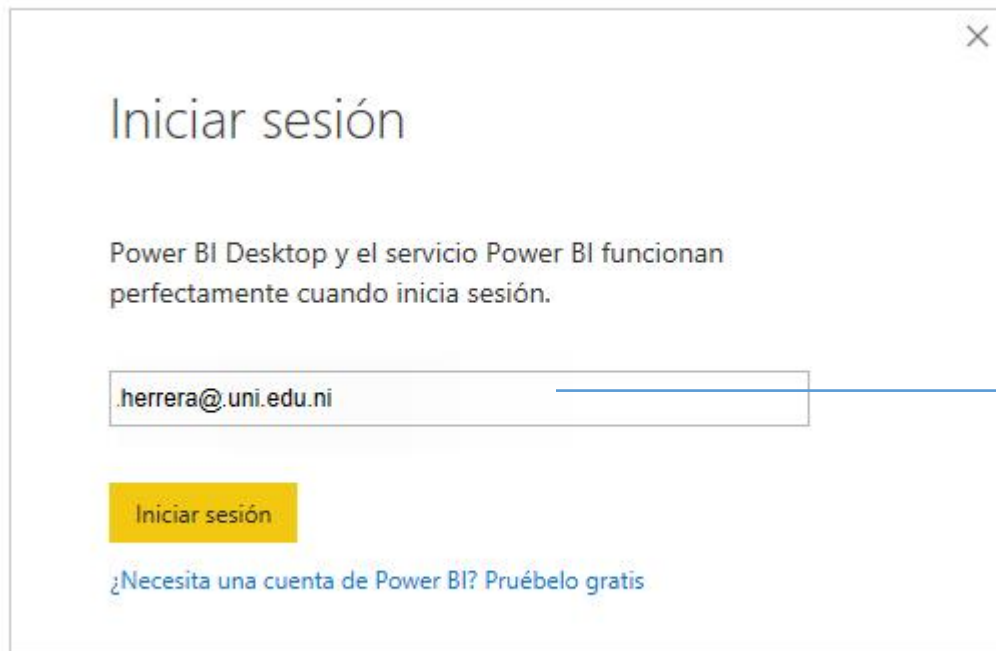 Iniciar sesión
Power BI Desktop y el servicio Power BI funcionan
perfectamente cuando inicia sesión.
.herrera@.uni.edu.ni
Iniciar sesión
¿Necesita una cuenta de Power BI? Pruébelo gratis